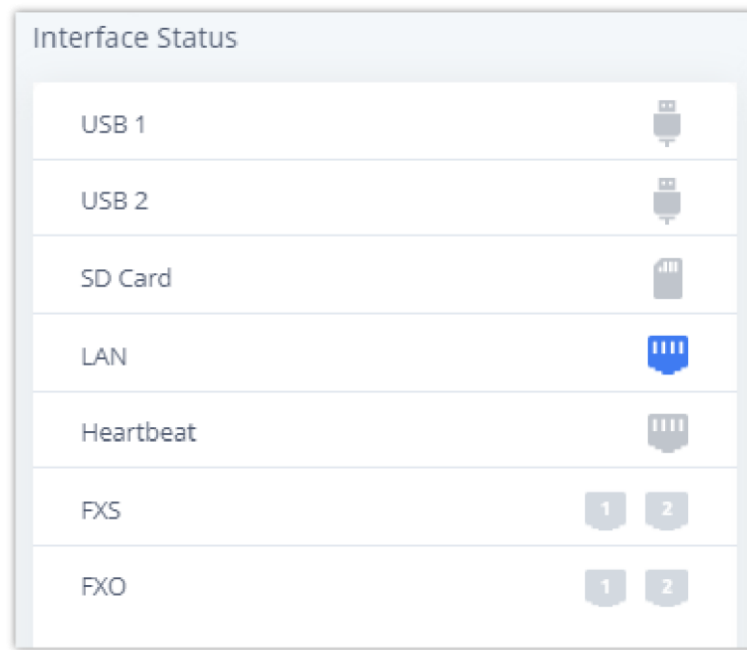 Interface Status
USB 1
USB 2
SD Card
LAN
Heartbeat
FXS 1 2
FXO 1 2